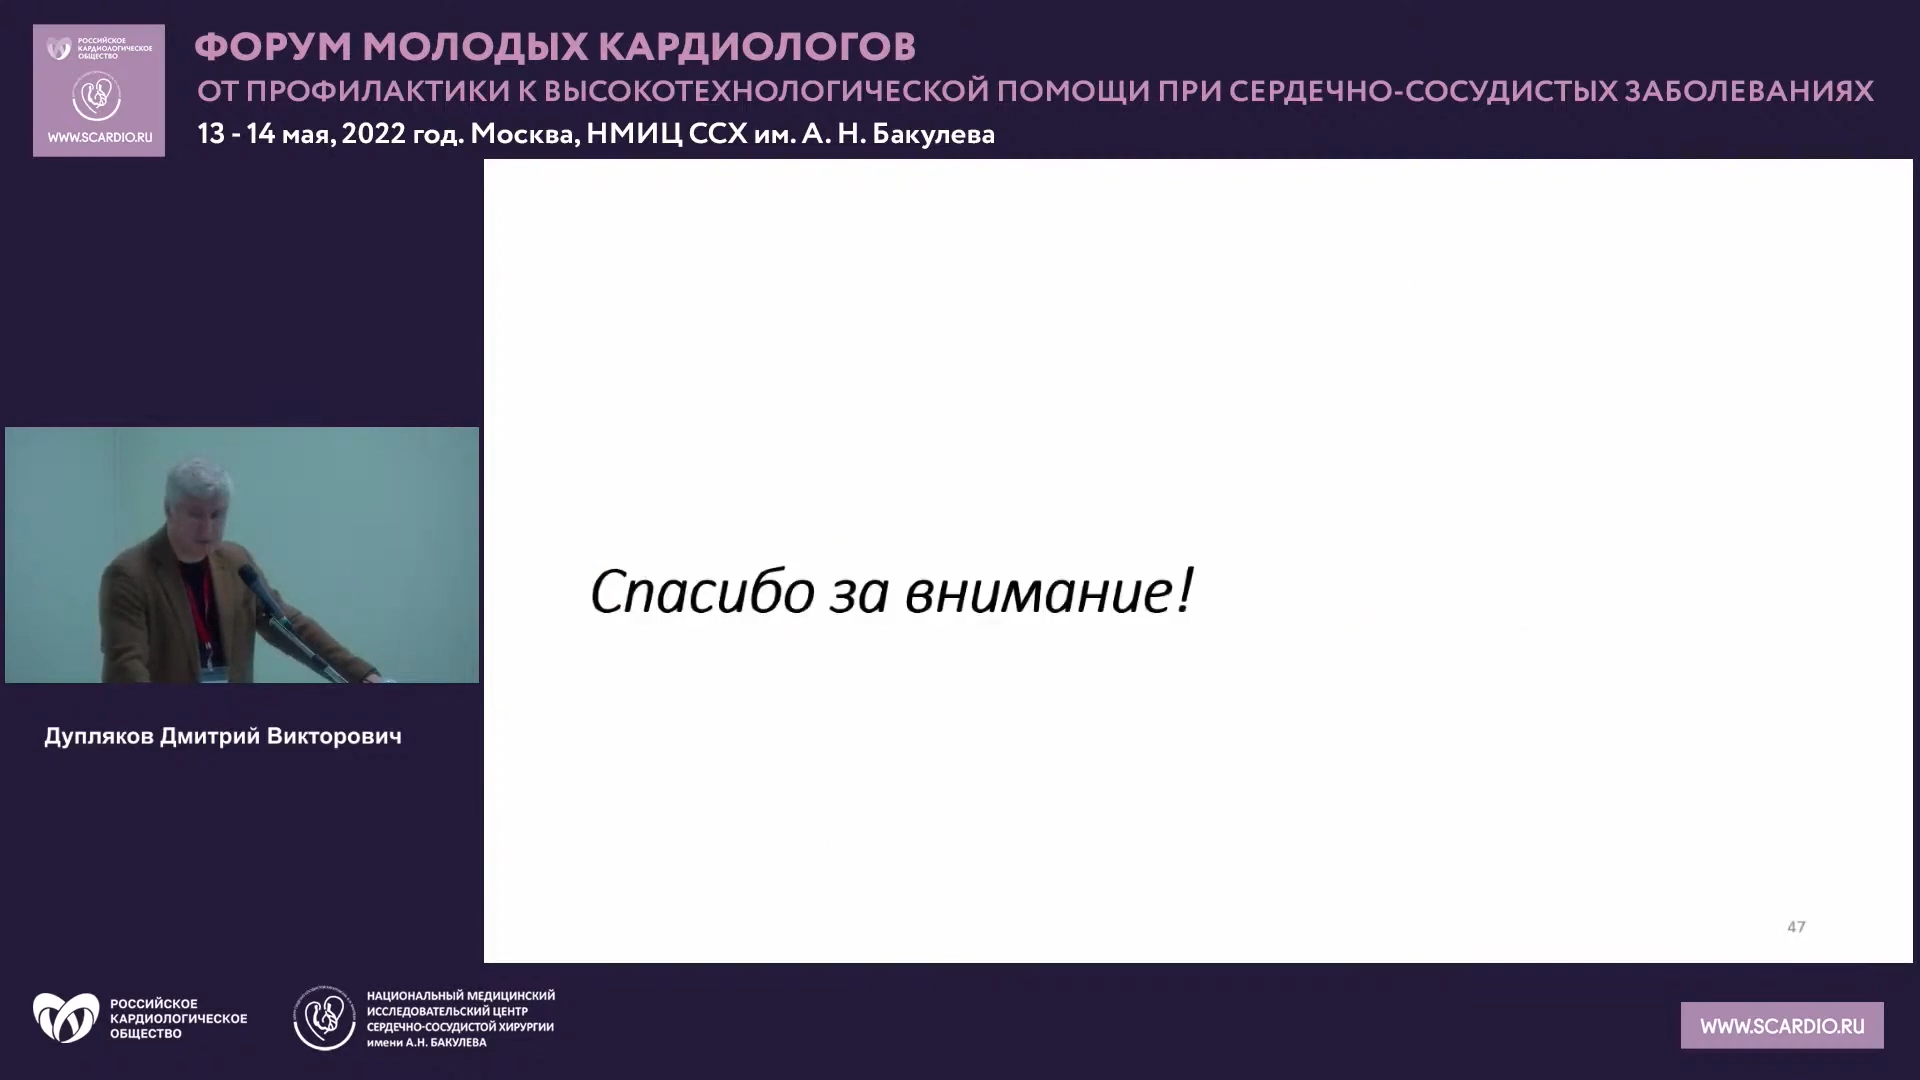 РОССИЙСКОЕ
КАРДИОЛОГИЧЕСКОЕ
ОБЩЕСТВО
WWW.SCARDIO.RU
ФОРУМ МОЛОДЫХ КАРДИОЛОГОВ
ОТ ПРОФИЛАКТИКИ К ВЫСОКОТЕХНОЛОГИЧЕСКОЙ ПОМОЩИ ПРИ СЕРДЕЧНО-СОСУДИСТЫХ ЗАБОЛЕВАНИЯХ
13 - 14 мая, 2022 год. Москва, НМИЦ ССХ им. А. Н. Бакулева
Спасибо за внимание!
47
Дупляков Дмитрий Викторович
РОССИЙСКОЕ
КАРДИОЛОГИЧЕСКОЕ
ОБЩЕСТВО
НАЦИОНАЛЬНЫЙ МЕДИЦИНСКИЙ
ИССЛЕДОВАТЕЛЬСКИЙ ЦЕНТР
СЕРДЕЧНО-СОСУДИСТОЙ ХИРУРГИИ
имени А.Н. БАКУЛЕВА
WWW.SCARDIO.RU